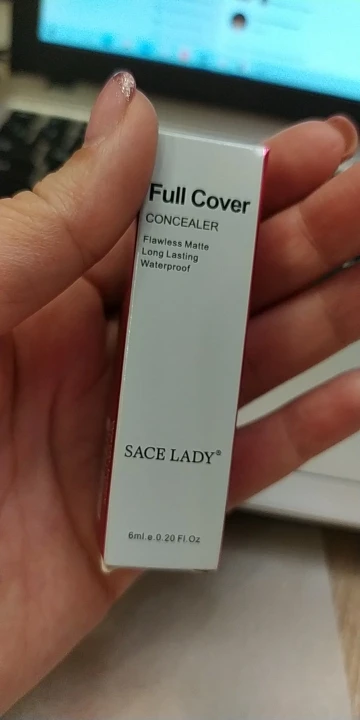 Full Cover
CONCEALER
Flawless Matte
Long Lasting
Waterproof
SACE LADY®
6ml.e.0.20 Fl.Oz